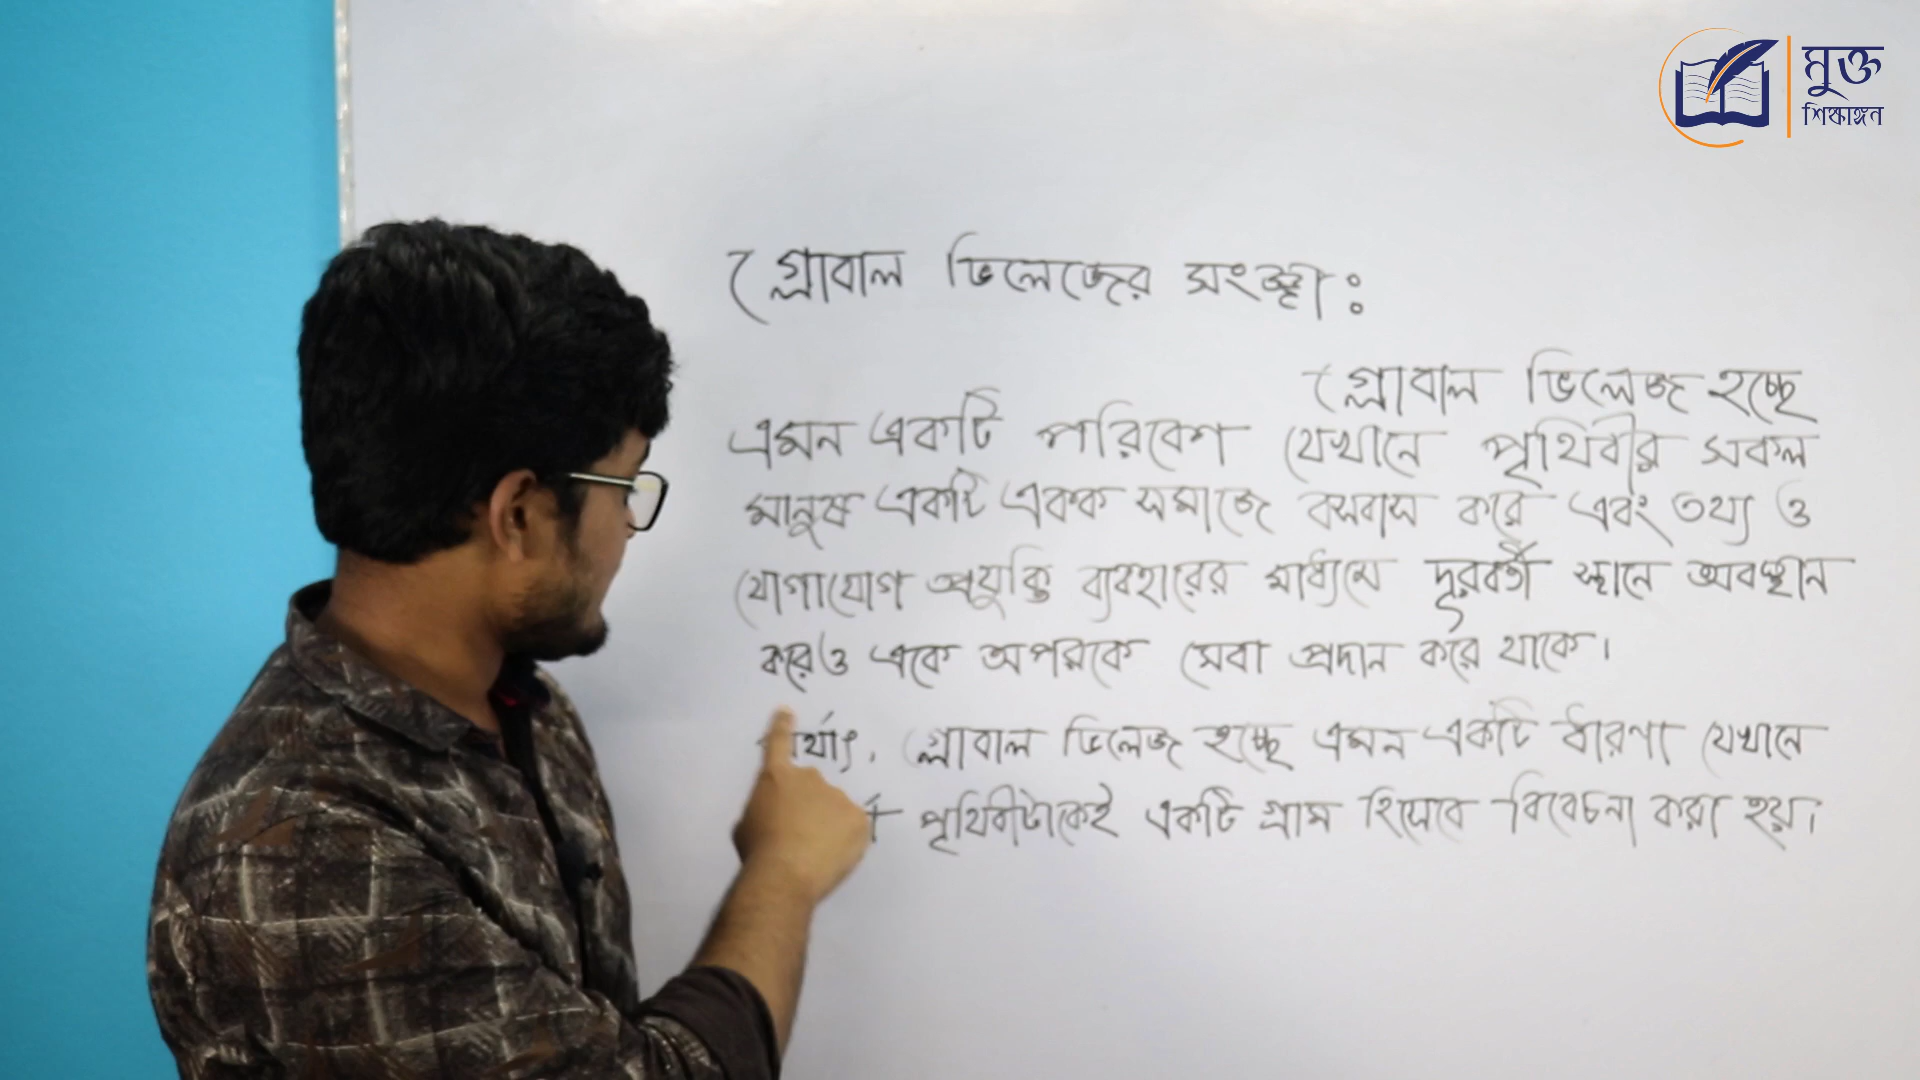 মুক্ত
শিক্ষাঙ্গন
গ্লোবাল ভিলেজের সংজ্ঞা :
গ্লোবাল ভিলেজ হচ্ছে
এমন একটি পরিবেশ যেখানে পৃথিবীর সকল
মানুষ একটি একক সমাজে বসবাস করে এবং তথ্য ও
যোগাযোগ প্রযুক্তি ব্যবহারের মাধ্যমে দূরবর্তী স্থানে অবস্থান
করেও একে অপরকে সেবা প্রদান করে থাকে।
গ্লোবাল ভিলেজ হচ্ছে এমন একটি ধারণা যেখানে
পৃথিবীটাকেই একটি গ্রাম হিসেবে বিবেচনা করা হয়।